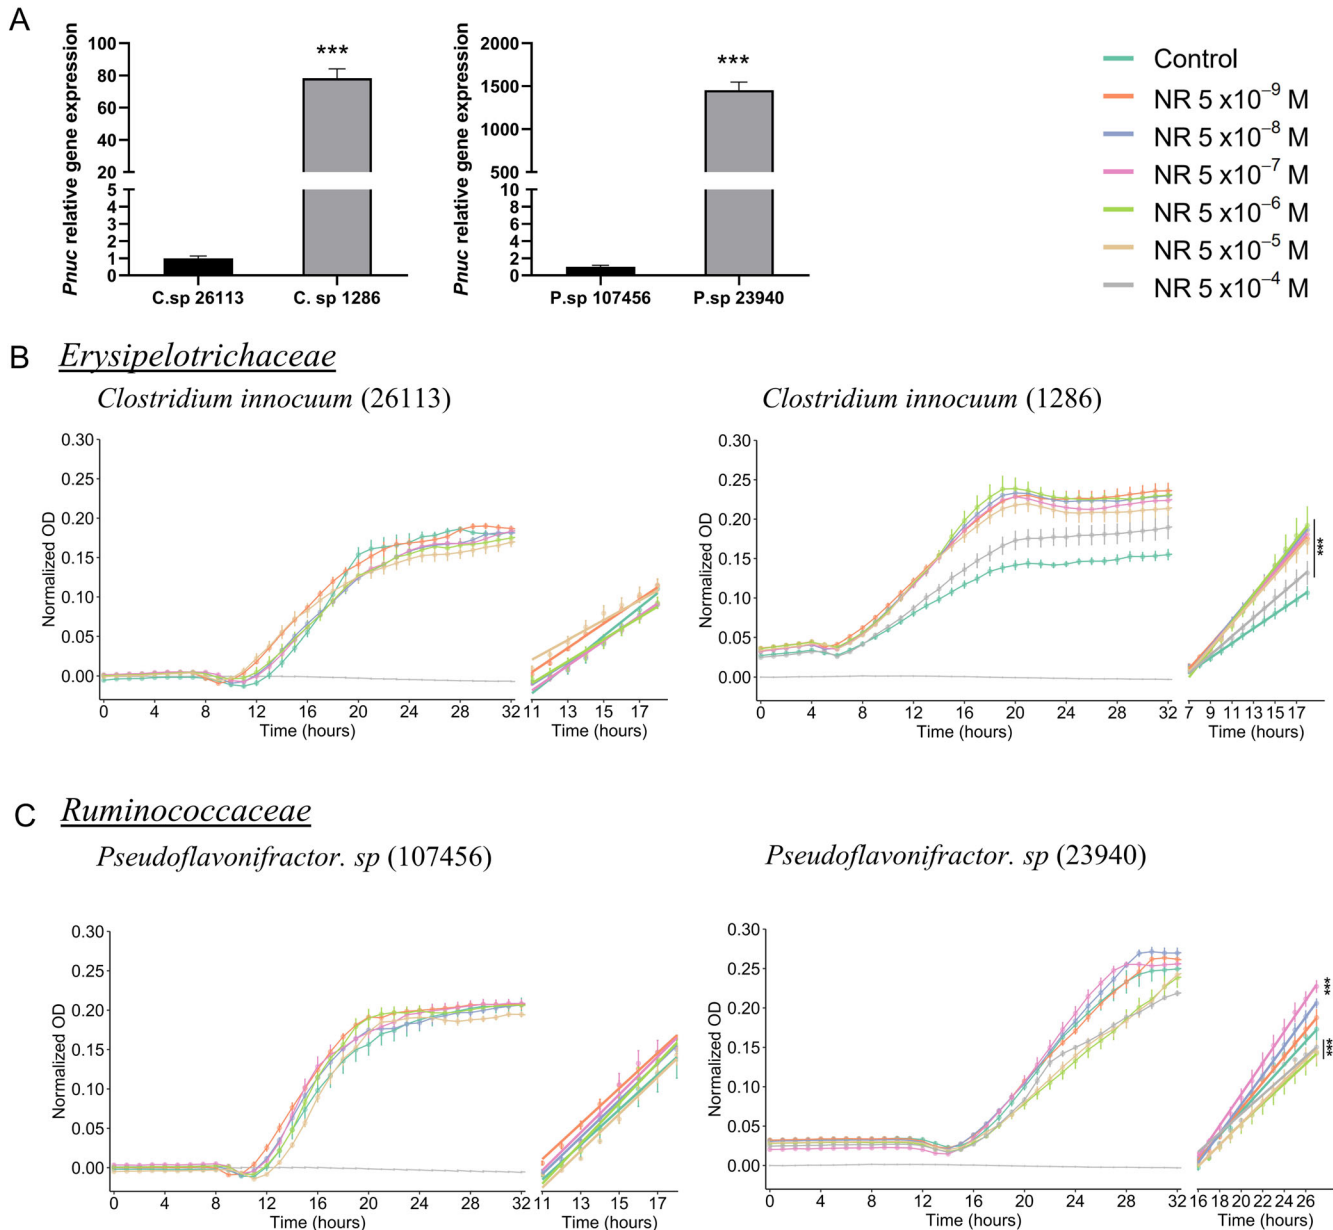 A
Pnuc relative gene expression
100
80
60
40
20
5
4
3
2
1
0
***
C.sp 26113 C. sp 1286
Pnuc relative gene expression
2000
1500
1000
500
10
8
6
4
2
0
***
P.sp 107456 P.sp 23940
Control
NR 5 x10⁻⁹ M
NR 5 x10⁻⁸ M
NR 5 x10⁻⁷ M
NR 5 x10⁻⁶ M
NR 5 x10⁻⁵ M
NR 5 x10⁻⁴ M
B Erysipelotrichaceae
Clostridium innocuum (26113)
Normalized OD
0.30
0.25
0.20
0.15
0.10
0.05
0.00
0 4 8 12 16 20 24 28 32
Time (hours)
11 13 15 17
Time (hours)
Clostridium innocuum (1286)
Normalized OD
0.30
0.25
0.20
0.15
0.10
0.05
0.00
0 4 8 12 16 20 24 28 32
Time (hours)
***
7 9 11 13 15 17
Time (hours)
C Ruminococcaceae
Pseudoflavonifractor. sp (107456)
Normalized OD
0.30
0.25
0.20
0.15
0.10
0.05
0.00
0 4 8 12 16 20 24 28 32
Time (hours)
11 13 15 17
Time (hours)
Pseudoflavonifractor. sp (23940)
Normalized OD
0.30
0.25
0.20
0.15
0.10
0.05
0.00
0 4 8 12 16 20 24 28 32
Time (hours)
***
***
16 18 20 22 24 26
Time (hours)